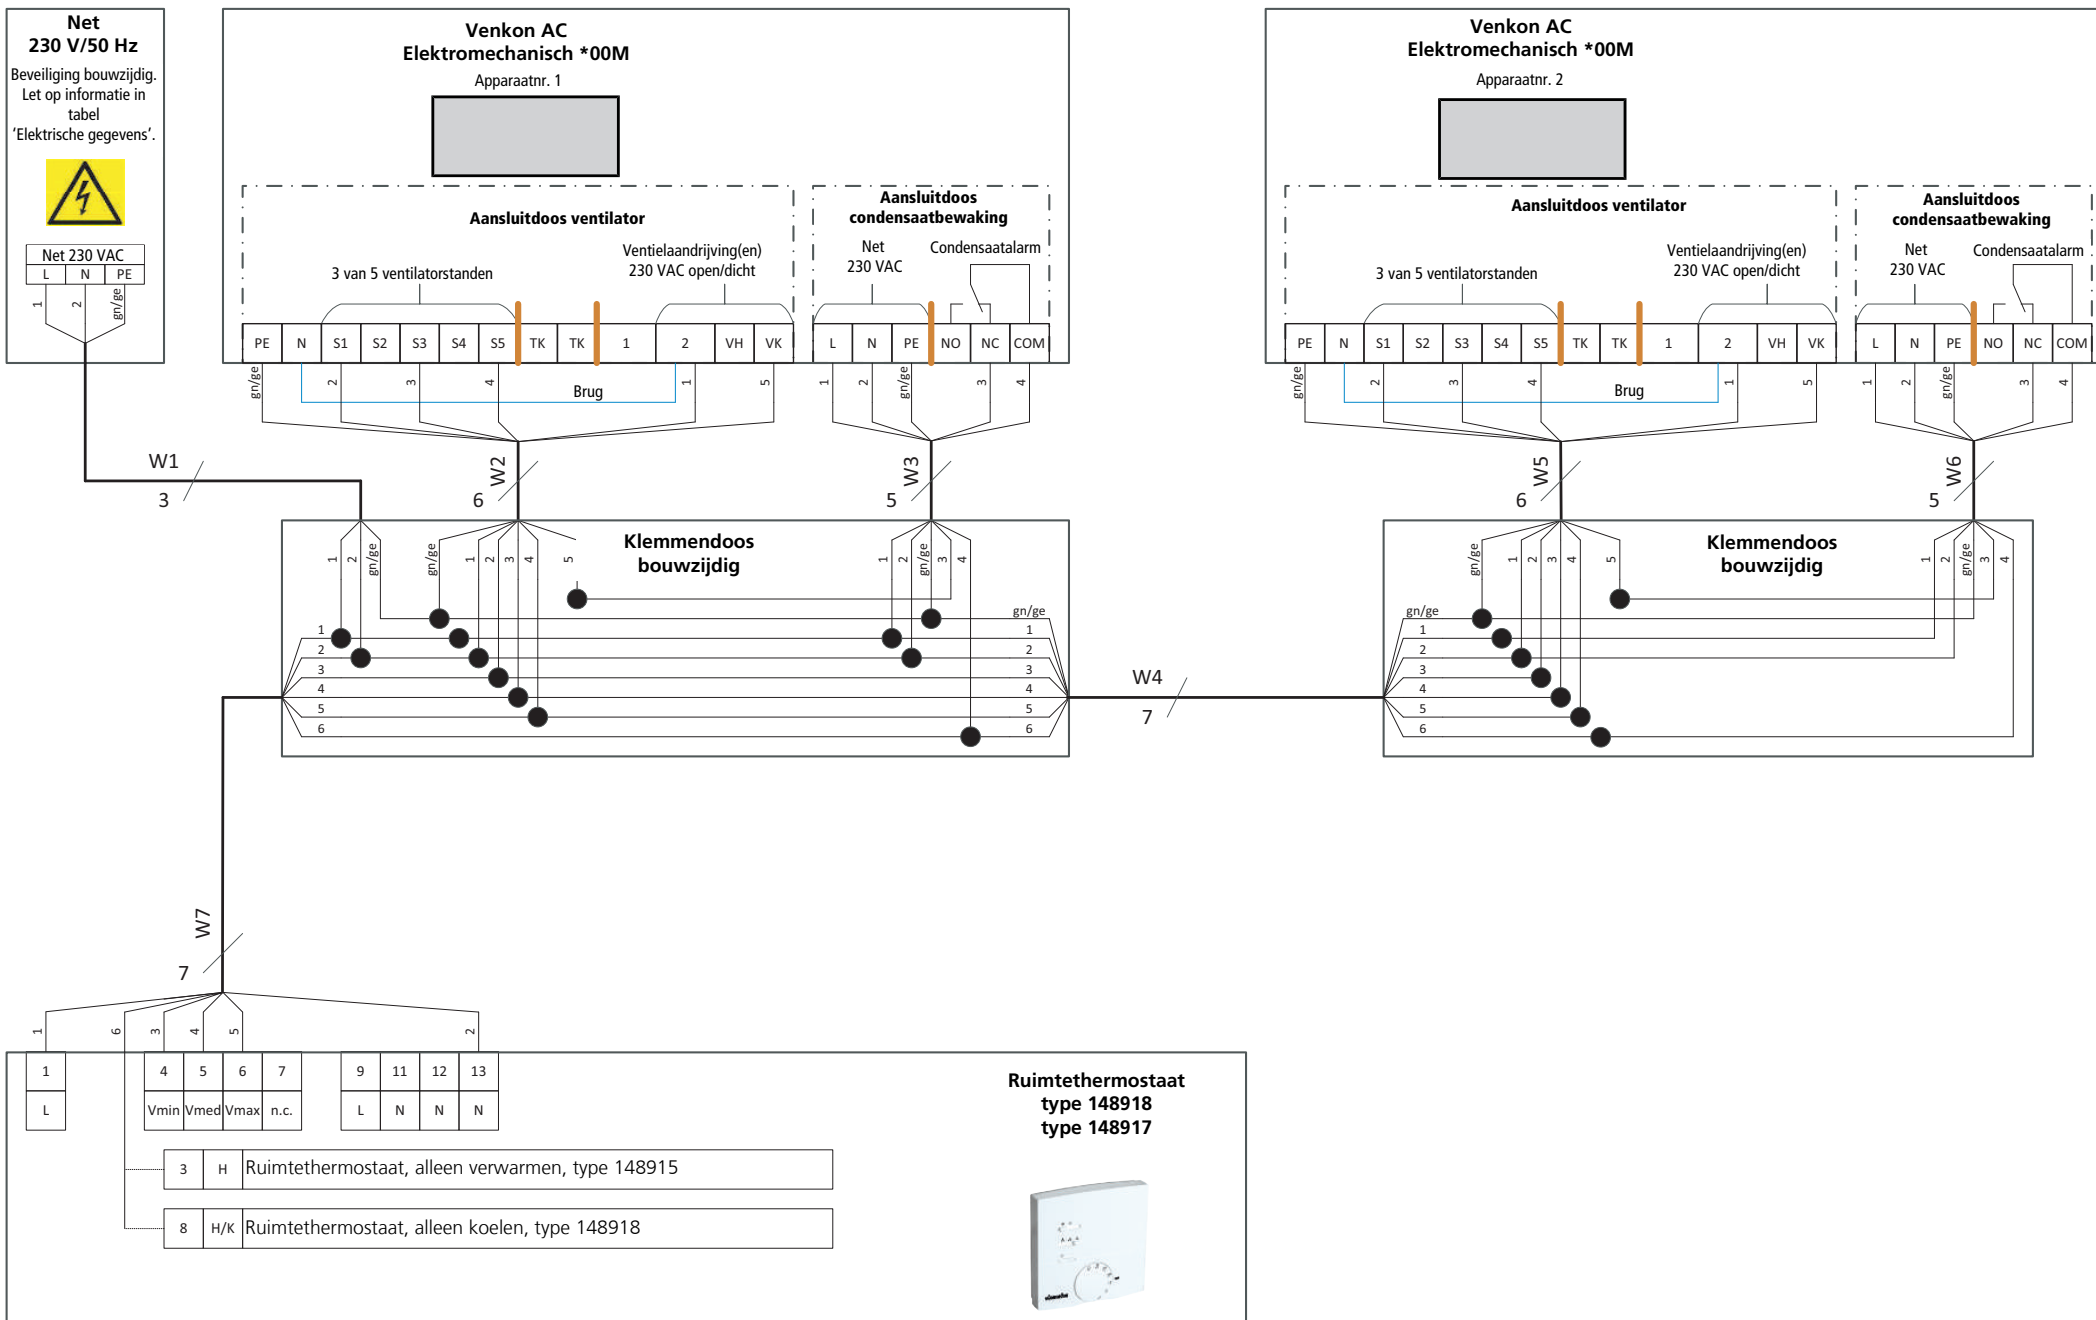 Net
230 V/50 Hz
Beveiliging bouwzijdig.
Let op informatie in
tabel
'Elektrische gegevens'.
Net 230 VAC
L N PE
1 2 gn/ge
Venkon AC
Elektromechanisch *00M
Apparaatnr. 1
Aansluitdoos ventilator
3 van 5 ventilatorstanden
Ventielaandrijving(en)
230 VAC open/dicht
Aansluitdoos
condensaatbewaking
Net
230 VAC
Condensaatalarm
PE N S1 S2 S3 S4 S5 TK TK 1 2 VH VK
L N PE NO NC COM
gn/ge 2 3 4 1 5
Brug
1 2 gn/ge 3 4
Venkon AC
Elektromechanisch *00M
Apparaatnr. 2
Aansluitdoos ventilator
3 van 5 ventilatorstanden
Ventielaandrijving(en)
230 VAC open/dicht
Aansluitdoos
condensaatbewaking
Net
230 VAC
Condensaatalarm
PE N S1 S2 S3 S4 S5 TK TK 1 2 VH VK
L N PE NO NC COM
gn/ge 2 3 4 1 5
Brug
1 2 gn/ge 3 4
W1
3
W2
6
W3
5
W5
6
W6
5
Klemmendoos
bouwzijdig
1 2 gn/ge
gn/ge 1 2 3 4 5
1 2 gn/ge 3 4
gn/ge
1 1
2 2
3 3
4 4
5 5
6 6
W4
7
Klemmendoos
bouwzijdig
gn/ge 1 2 3 4 5
1 2 gn/ge 3 4
gn/ge
1
2
3
4
5
6
W7
7
1 6 3 4 5 2
1 4 5 6 7 9 11 12 13
L Vmin Vmed Vmax n.c. L N N N
3 H Ruimtethermostaat, alleen verwarmen, type 148915
8 H/K Ruimtethermostaat, alleen koelen, type 148918
Ruimtethermostaat
type 148918
type 148917